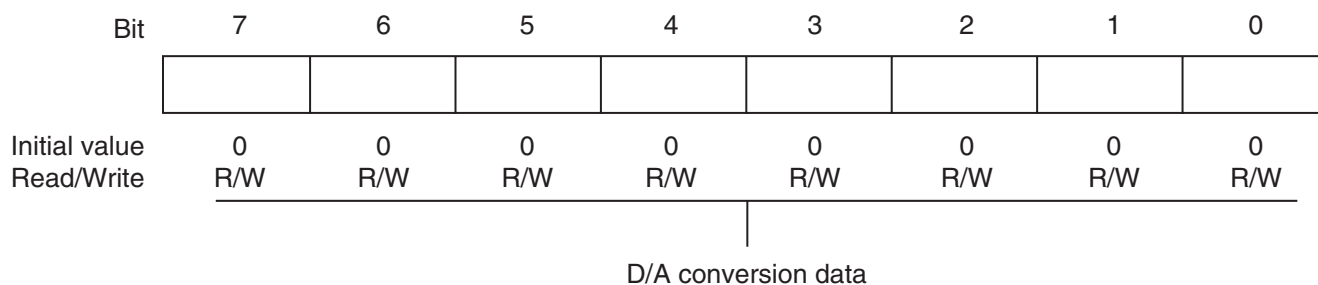 Bit 7 6 5 4 3 2 1 0
Initial value 0 0 0 0 0 0 0 0
Read/Write R/W R/W R/W R/W R/W R/W R/W R/W
D/A conversion data